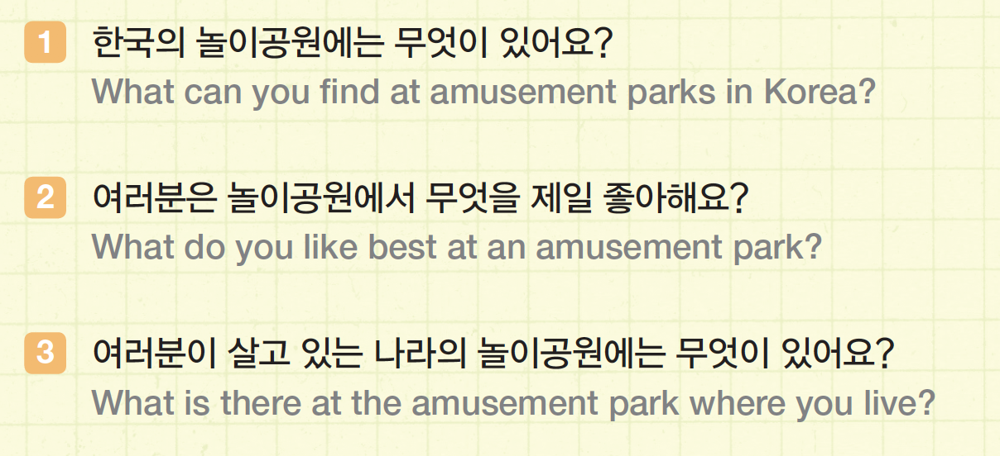 1 한국의 놀이공원에는 무엇이 있어요?
What can you find at amusement parks in Korea?
2 여러분은 놀이공원에서 무엇을 제일 좋아해요?
What do you like best at an amusement park?
3 여러분이 살고 있는 나라의 놀이공원에는 무엇이 있어요?
What is there at the amusement park where you live?